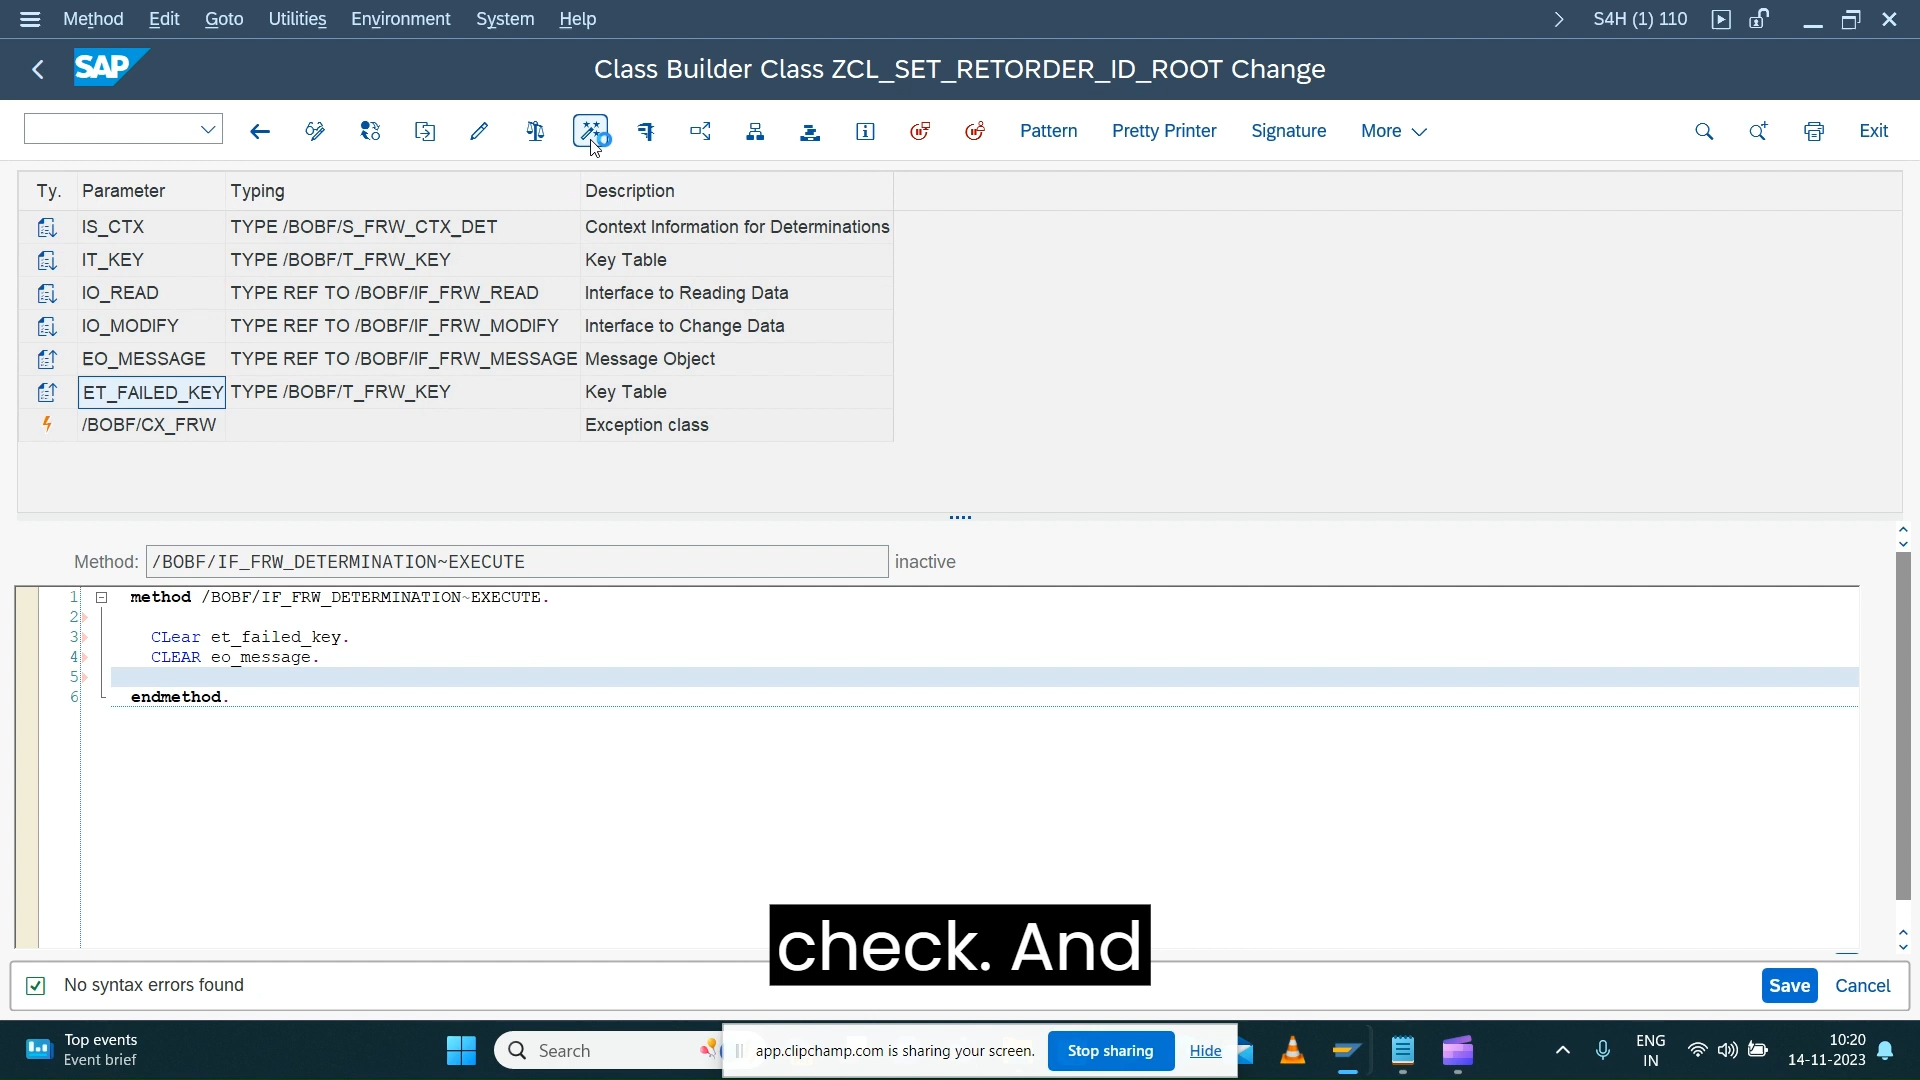 Method Edit Goto Utilities Environment System Help S4H (1) 110
SAP Class Builder Class ZCL_SET_RETORDER_ID_ROOT Change
Pattern Pretty Printer Signature More Exit
Ty. Parameter Typing Description
IS_CTX TYPE /BOBF/S_FRW_CTX_DET Context Information for Determinations
IT_KEY TYPE /BOBF/T_FRW_KEY Key Table
IO_READ TYPE REF TO /BOBF/IF_FRW_READ Interface to Reading Data
IO_MODIFY TYPE REF TO /BOBF/IF_FRW_MODIFY Interface to Change Data
EO_MESSAGE TYPE REF TO /BOBF/IF_FRW_MESSAGE Message Object
ET_FAILED_KEY TYPE /BOBF/T_FRW_KEY Key Table
/BOBF/CX_FRW Exception class
Method: /BOBF/IF_FRW_DETERMINATION~EXECUTE inactive
1 method /BOBF/IF_FRW_DETERMINATION~EXECUTE.
2
3 CLear et_failed_key.
4 CLEAR eo_message.
5
6 endmethod.
check. And
No syntax errors found Save Cancel
Top events
Event brief
Search
app.clipchamp.com is sharing your screen. Stop sharing Hide
ENG
IN
10:20
14-11-2023